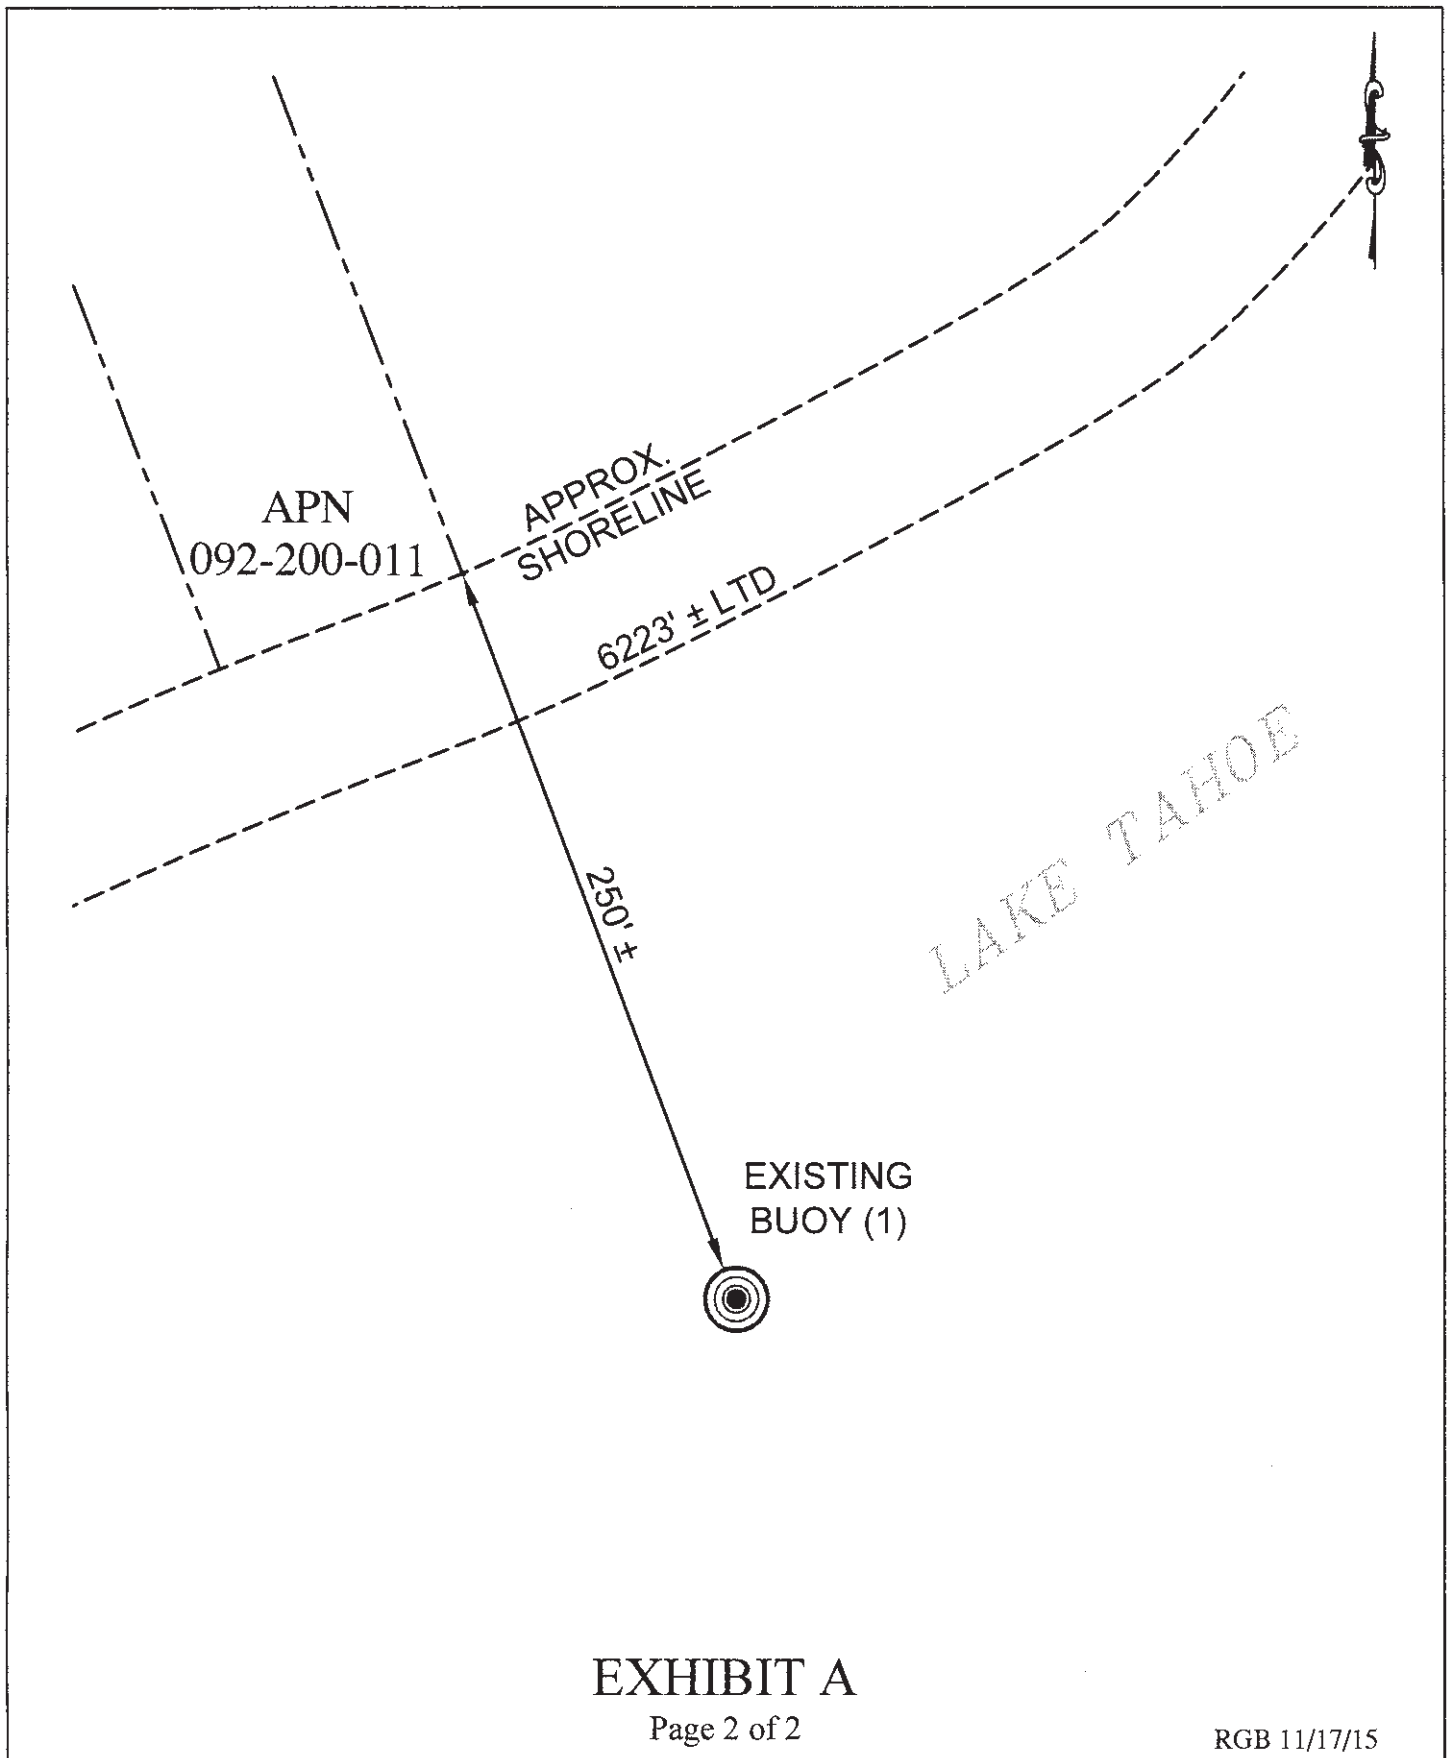 APN
092-200-011
APPROX.
SHORELINE
6223' ± LTD
LAKE TAHOE
250' ±
EXISTING
BUOY (1)
EXHIBIT A
Page 2 of 2
RGB 11/17/15